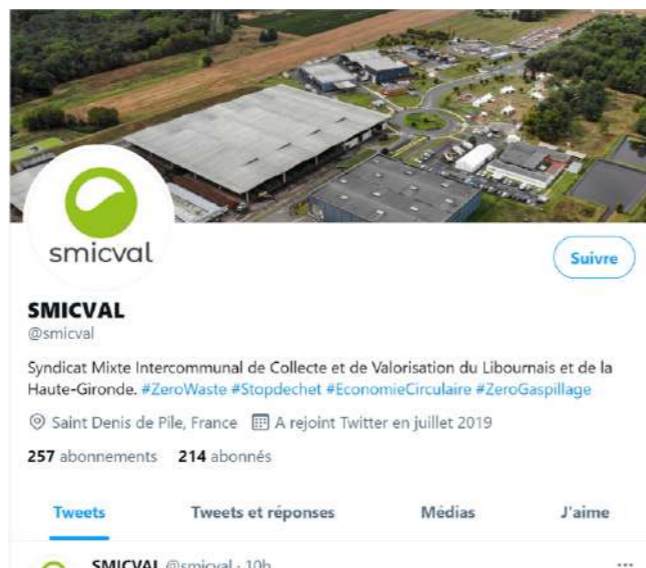 smicval
Suivre
SMICVAL
@smicval
Syndicat Mixte Intercommunal de Collecte et de Valorisation du Libournais et de la
Haute-Gironde. #ZeroWaste #Stopdechet #EconomieCirculaire #ZeroGaspillage
Saint Denis de Pile, France A rejoint Twitter en juillet 2019
257 abonnements 214 abonnés
Tweets Tweets et réponses Médias J'aime
SMICVAL @smicval · 10h ...